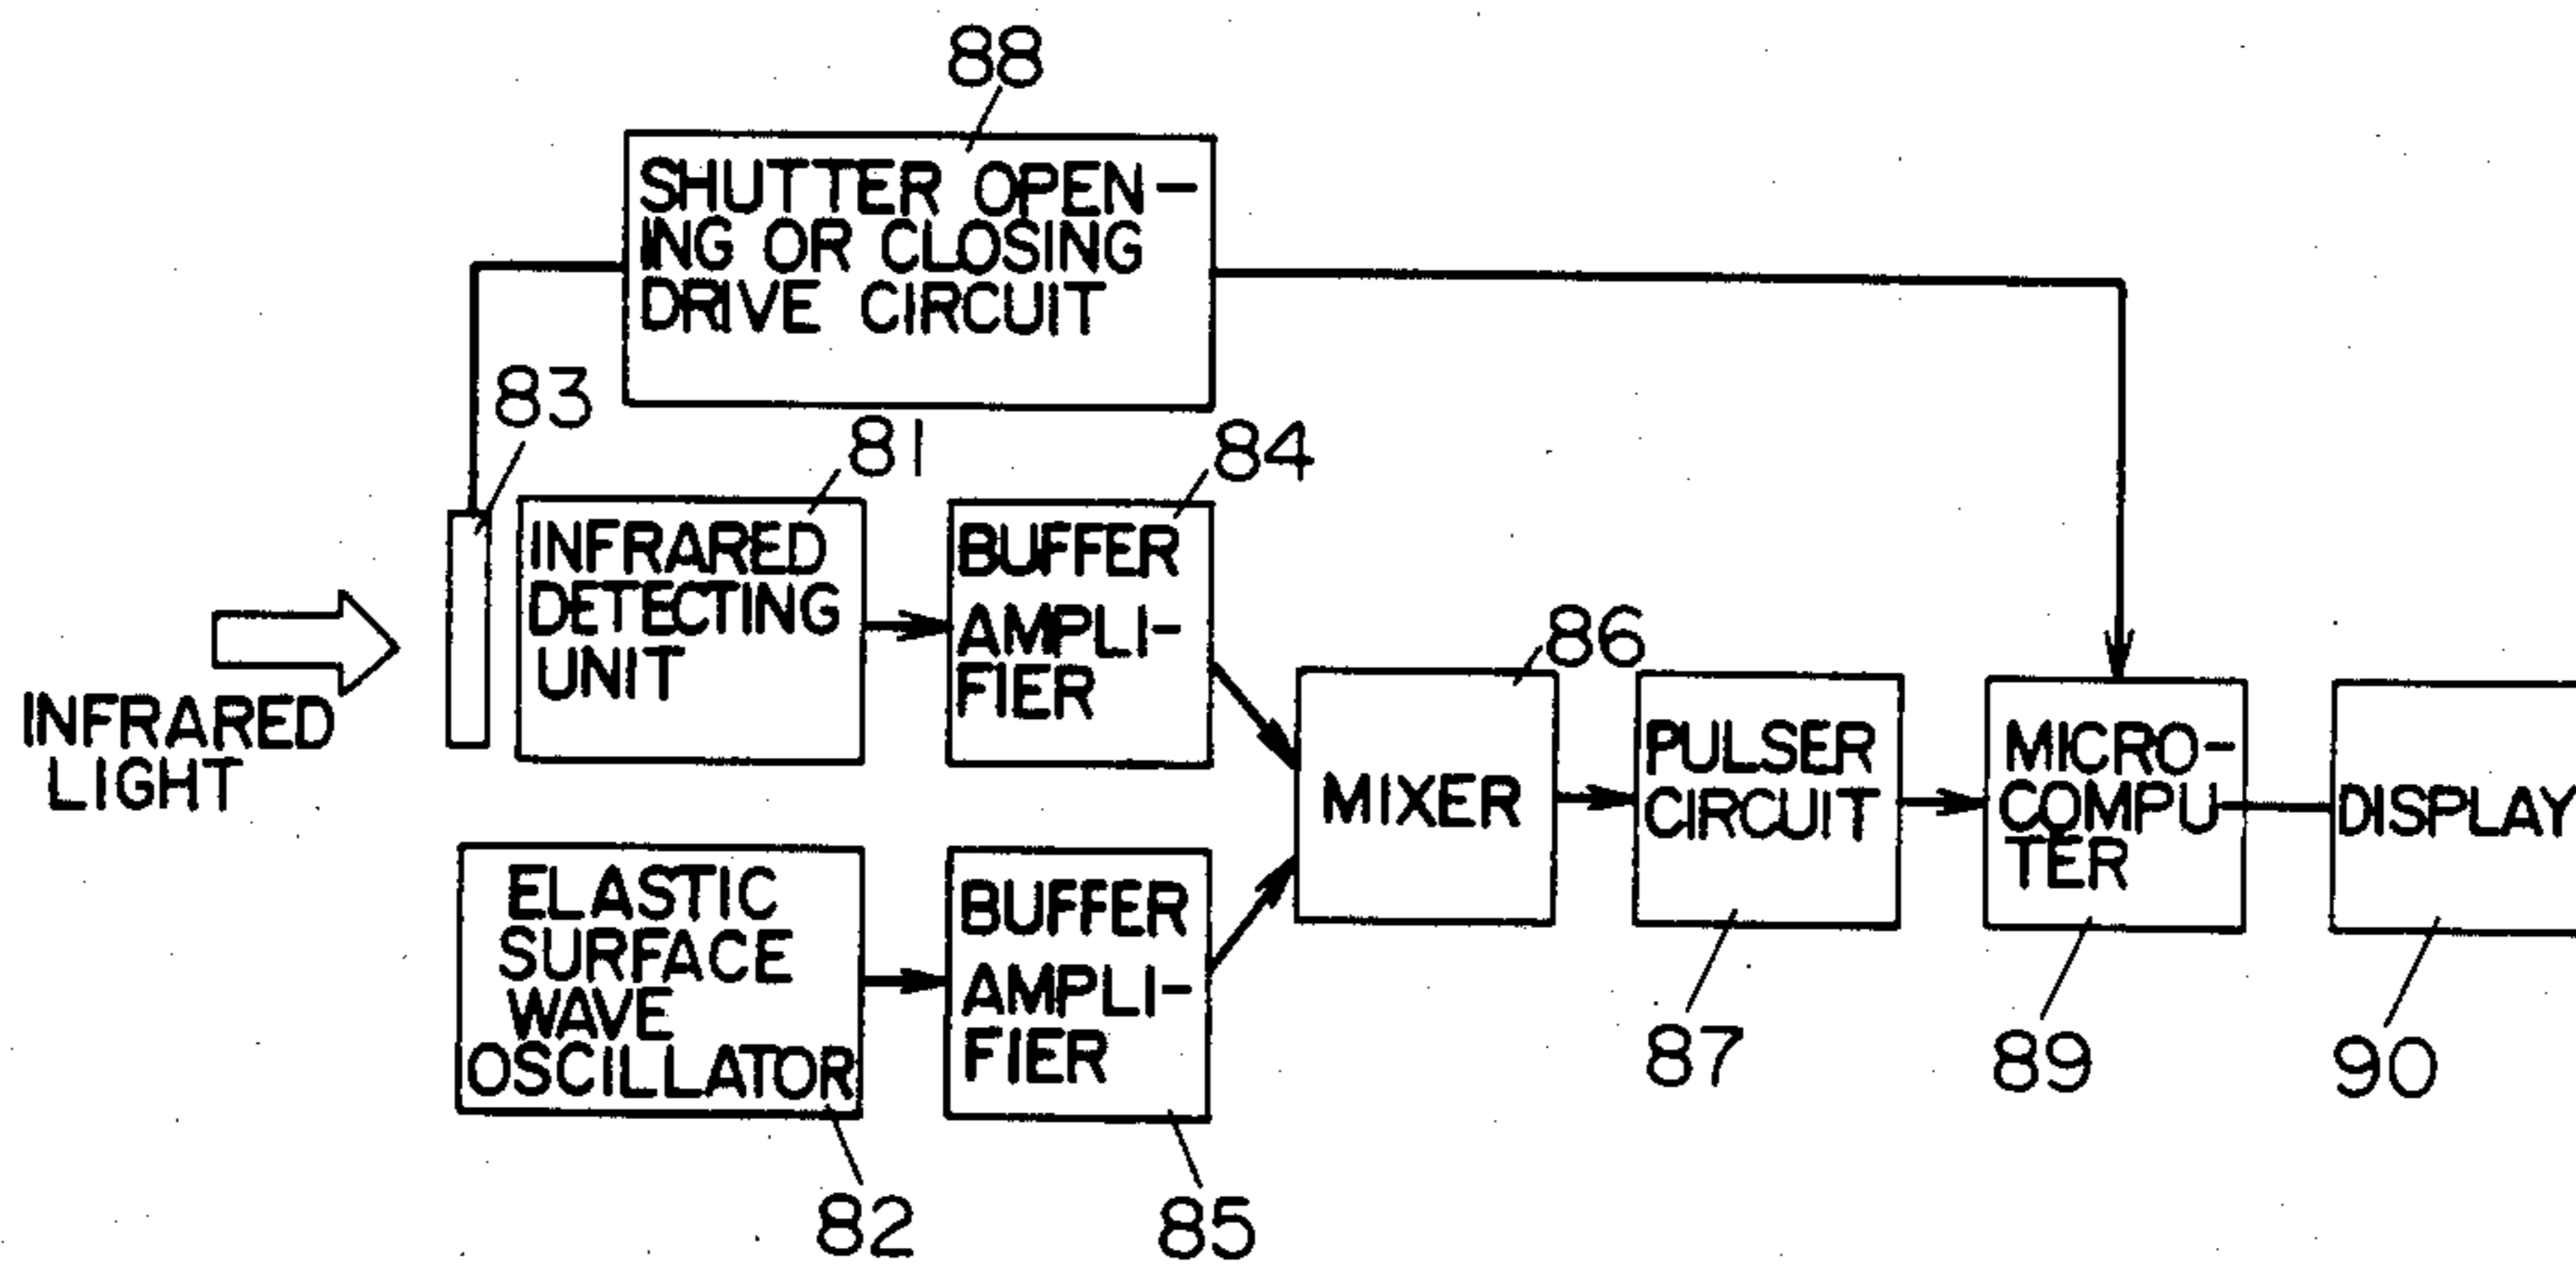 88
SHUTTER OPEN-
ING OR CLOSING
DRIVE CIRCUIT
83
81
84
INFRARED
DETECTING
UNIT
BUFFER
AMPLI-
FIER
INFRARED
LIGHT
86
MIXER
PULSER
CIRCUIT
MICRO-
COMPU
TER
DISPLAY
ELASTIC
SURFACE
WAVE
OSCILLATOR
BUFFER
AMPLI-
FIER
87
89
90
82
85